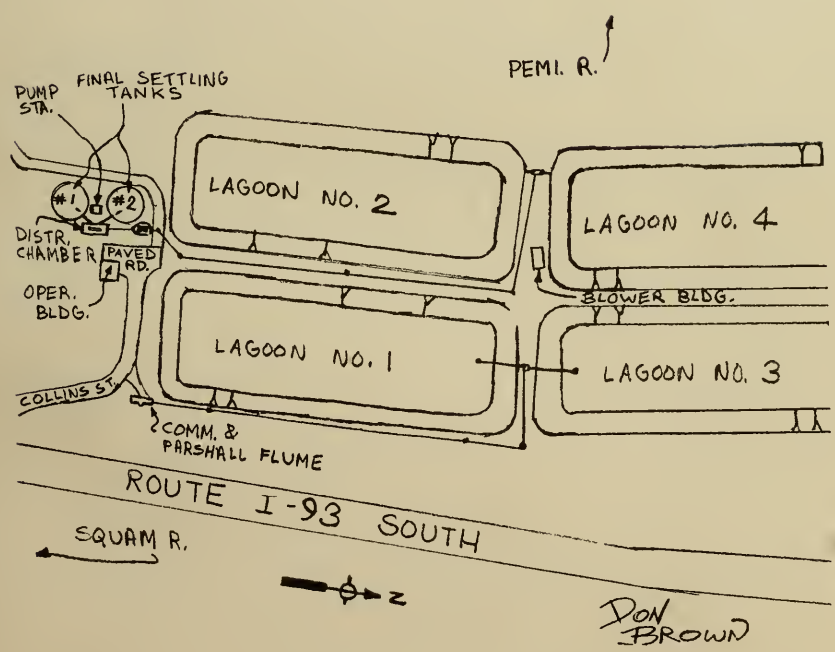 PEMI. R.
FINAL SETTLING
TANKS
PUMP
STA.
#1
#2
DISTR.
CHAMBER
PAVED
RD.
OPER.
BLDG.
LAGOON NO. 2
LAGOON NO. 4
BLOWER BLDG.
LAGOON NO. 1
LAGOON NO. 3
COLLINS ST.
COMM. &
PARSHALL FLUME
ROUTE I-93 SOUTH
SQUAM R.
N
DON
BROWN